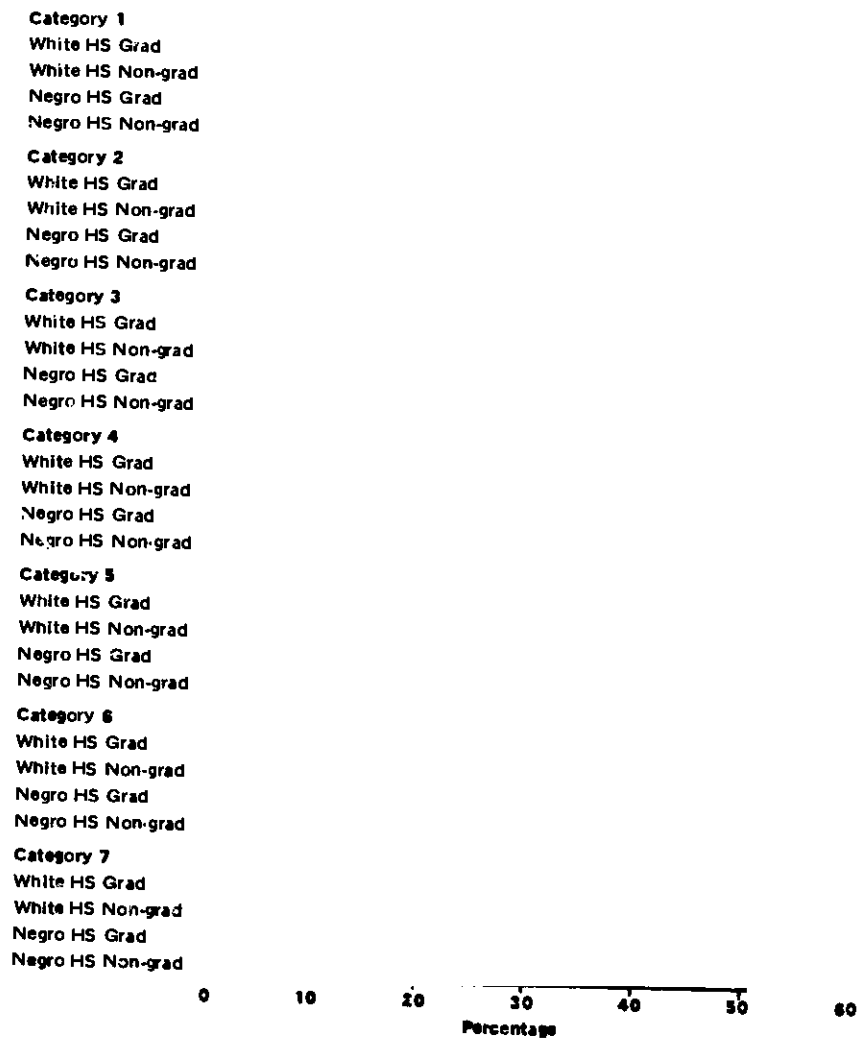 Category 1
White HS Grad
White HS Non-grad
Negro HS Grad
Negro HS Non-grad
Category 2
White HS Grad
White HS Non-grad
Negro HS Grad
Negro HS Non-grad
Category 3
White HS Grad
White HS Non-grad
Negro HS Grad
Negro HS Non-grad
Category 4
White HS Grad
White HS Non-grad
Negro HS Grad
Negro HS Non-grad
Category 5
White HS Grad
White HS Non-grad
Negro HS Grad
Negro HS Non-grad
Category 6
White HS Grad
White HS Non-grad
Negro HS Grad
Negro HS Non-grad
Category 7
White HS Grad
White HS Non-grad
Negro HS Grad
Negro HS Non-grad
0 10 20 30 40 50 60
Percentage